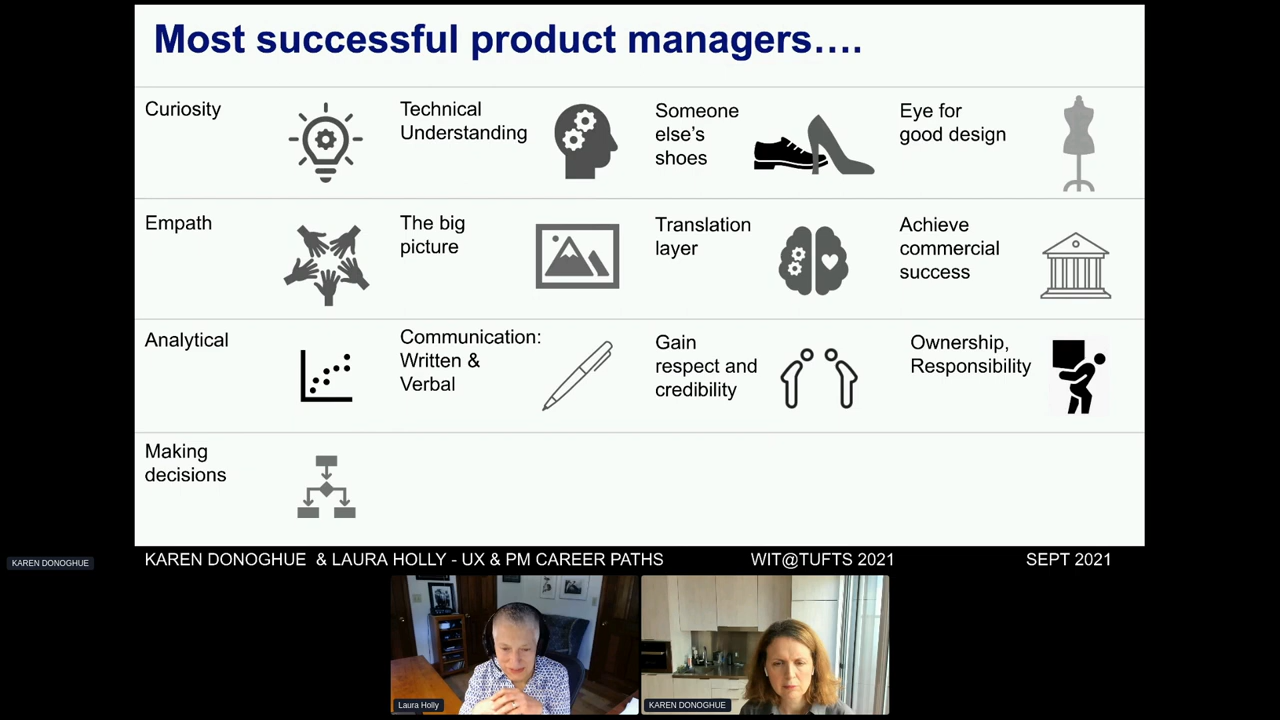 Most successful product managers….
Curiosity
Technical
Understanding
Someone
else’s
shoes
Eye for
good design
Empath
The big
picture
Translation
layer
Achieve
commercial
success
Analytical
Communication:
Written &
Verbal
Gain
respect and
credibility
Ownership,
Responsibility
Making
decisions
KAREN DONOGHUE
KAREN DONOGHUE & LAURA HOLLY - UX & PM CAREER PATHS
WIT@TUFTS 2021
SEPT 2021
Laura Holly
KAREN DONOGHUE